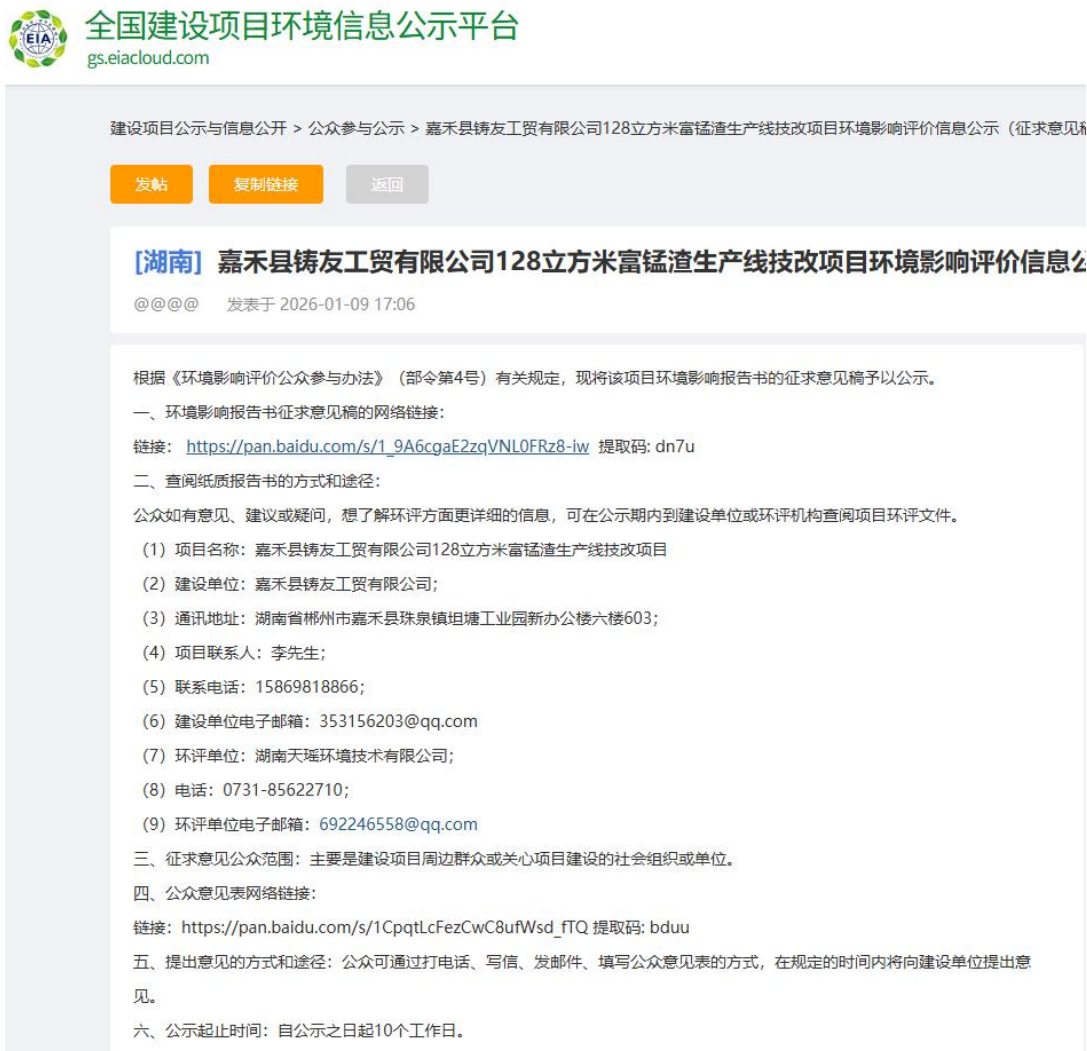 EIA
全国建设项目环境信息公示平台
gs.eiacloud.com
建设项目公示与信息公开 > 公众参与公示 > 嘉禾县铸友工贸有限公司128立方米富锰渣生产线技改项目环境影响评价信息公示（征求意见稿
发帖 复制链接 返回
[湖南] 嘉禾县铸友工贸有限公司128立方米富锰渣生产线技改项目环境影响评价信息公
@@@@ 发表于 2026-01-09 17:06
根据《环境影响评价公众参与办法》（部令第4号）有关规定，现将该项目环境影响报告书的征求意见稿予以公示。
一、环境影响报告书征求意见稿的网络链接：
链接： https://pan.baidu.com/s/1_9A6cgaE2zqVNL0FRz8-iw 提取码: dn7u
二、查阅纸质报告书的方式和途径：
公众如有意见、建议或疑问，想了解环评方面更详细的信息，可在公示期内到建设单位或环评机构查阅项目环评文件。
（1）项目名称：嘉禾县铸友工贸有限公司128立方米富锰渣生产线技改项目
（2）建设单位：嘉禾县铸友工贸有限公司；
（3）通讯地址：湖南省郴州市嘉禾县珠泉镇坦塘工业园新办公楼六楼603；
（4）项目联系人：李先生；
（5）联系电话：15869818866；
（6）建设单位电子邮箱：353156203@qq.com
（7）环评单位：湖南天瑶环境技术有限公司；
（8）电话：0731-85622710；
（9）环评单位电子邮箱：692246558@qq.com
三、征求意见公众范围：主要是建设项目周边群众或关心项目建设的社会组织或单位。
四、公众意见表网络链接：
链接：https://pan.baidu.com/s/1CpqtLcFezCwC8ufWsd_fTQ 提取码: bduu
五、提出意见的方式和途径：公众可通过打电话、写信、发邮件、填写公众意见表的方式，在规定的时间内将向建设单位提出意
见。
六、公示起止时间：自公示之日起10个工作日。